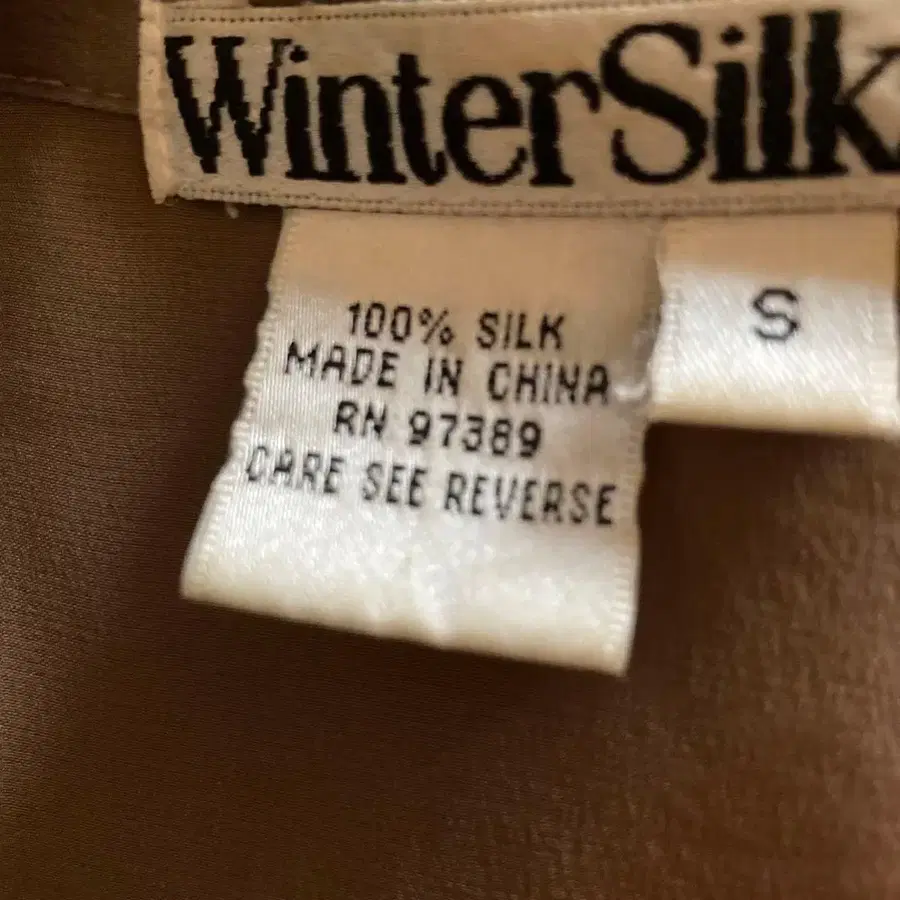 WinterSilk
S
100% SILK
MADE IN CHINA
RN 97389
CARE SEE REVERSE